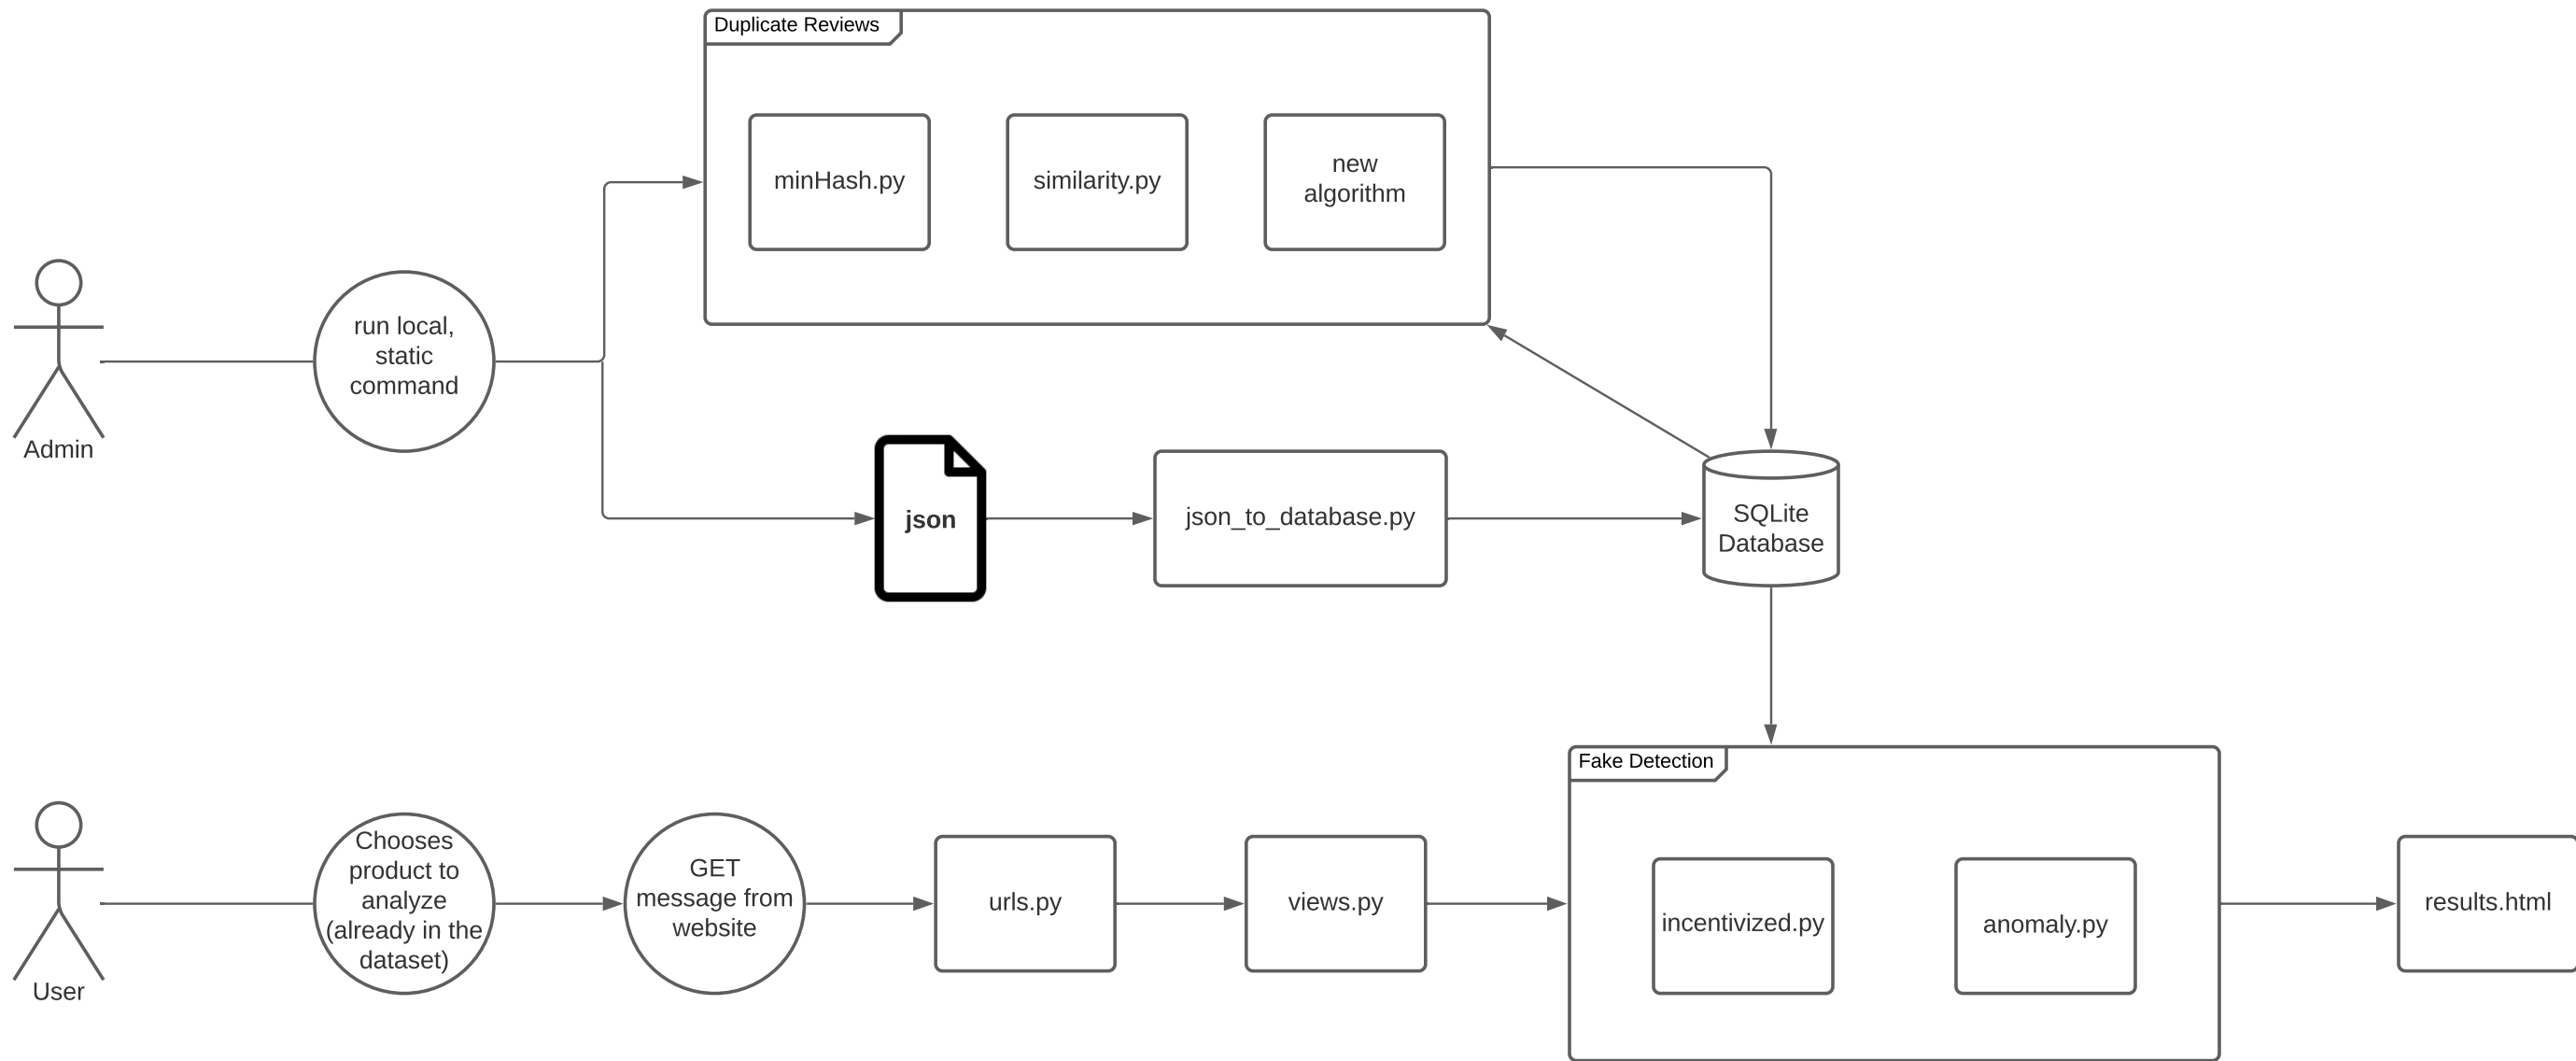 Duplicate Reviews
minHash.py
similarity.py
new
algorithm
run local,
static
command
Admin
json
json_to_database.py
SQLite
Database
Fake Detection
Chooses
product to
analyze
(already in the
dataset)
User
GET
message from
website
urls.py
views.py
incentivized.py
anomaly.py
results.html